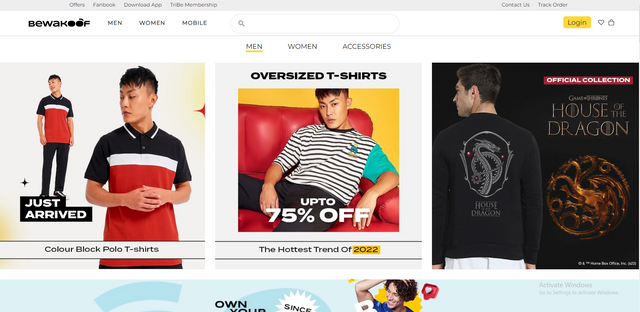 Offers Fanbook Download App TriBe Membership Contact Us Track Order
BEWAKOOF MEN WOMEN MOBILE Login
MEN WOMEN ACCESSORIES
JUST
ARRIVED
Colour Block Polo T-shirts
OVERSIZED T-SHIRTS
UPTO
75% OFF
The Hottest Trend Of 2022
OFFICIAL COLLECTION
GAME OF THRONES
HOUSE OF
THE
DRAGON
HOUSE
OF THE
DRAGON
© & ™ Home Box Office, Inc. (s22)
Activate Windows
Go to Settings to activate Windows.
OWN
YOUR
SINCE